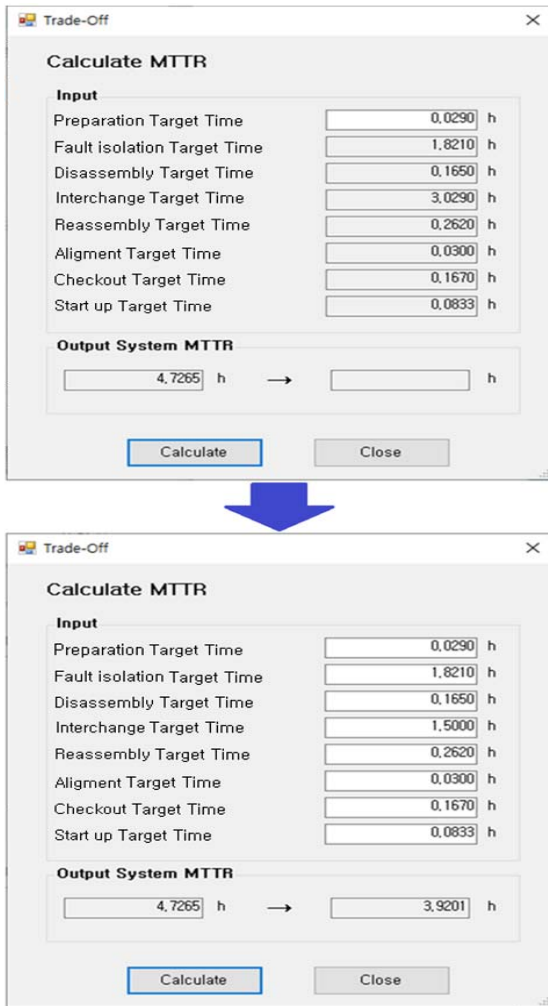 Trade-Off
Calculate MTTR
Input
Preparation Target Time 0,0290 h
Fault isolation Target Time 1,8210 h
Disassembly Target Time 0,1650 h
Interchange Target Time 3,0290 h
Reassembly Target Time 0,2620 h
Aligment Target Time 0,0300 h
Checkout Target Time 0,1670 h
Start up Target Time 0,0833 h
Output System MTTR
4,7265 h → h
Calculate Close
Trade-Off
Calculate MTTR
Input
Preparation Target Time 0,0290 h
Fault isolation Target Time 1,8210 h
Disassembly Target Time 0,1650 h
Interchange Target Time 1,5000 h
Reassembly Target Time 0,2620 h
Aligment Target Time 0,0300 h
Checkout Target Time 0,1670 h
Start up Target Time 0,0833 h
Output System MTTR
4,7265 h → 3,9201 h
Calculate Close